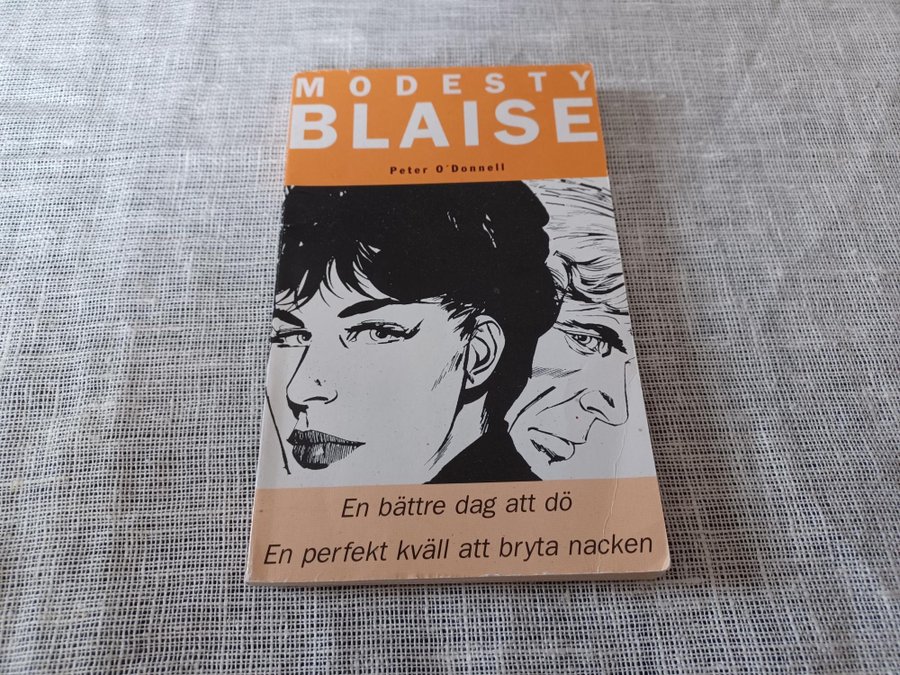 MODESTY
BLAISE
Peter O'Donnell
En bättre dag att dö
En perfekt kväll att bryta nacken